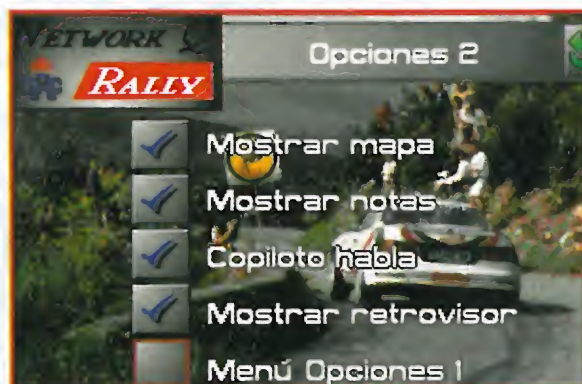 NETWORK Q
RALLY
Opciones 2
Mostrar mapa
Mostrar notas
Copiloto habla
Mostrar retrovisor
Menú Opciones 1